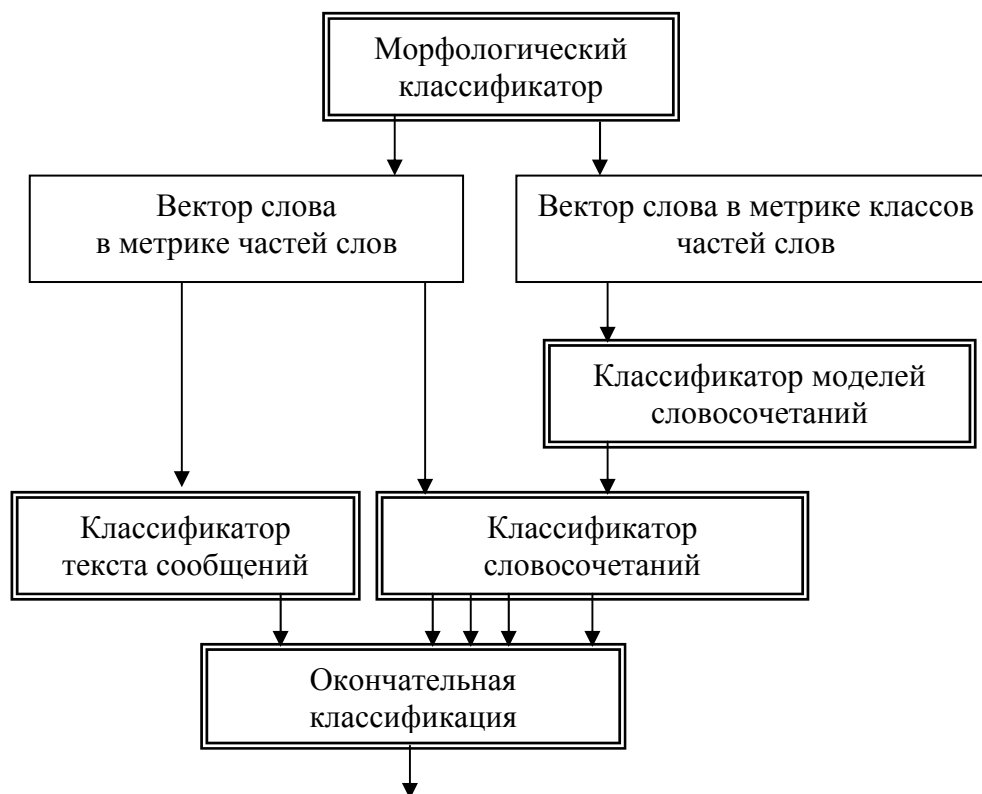 Морфологический
классификатор
Вектор слова
в метрике частей слов
Вектор слова в метрике классов
частей слов
Классификатор моделей
словосочетаний
Классификатор
текста сообщений
Классификатор
словосочетаний
Окончательная
классификация